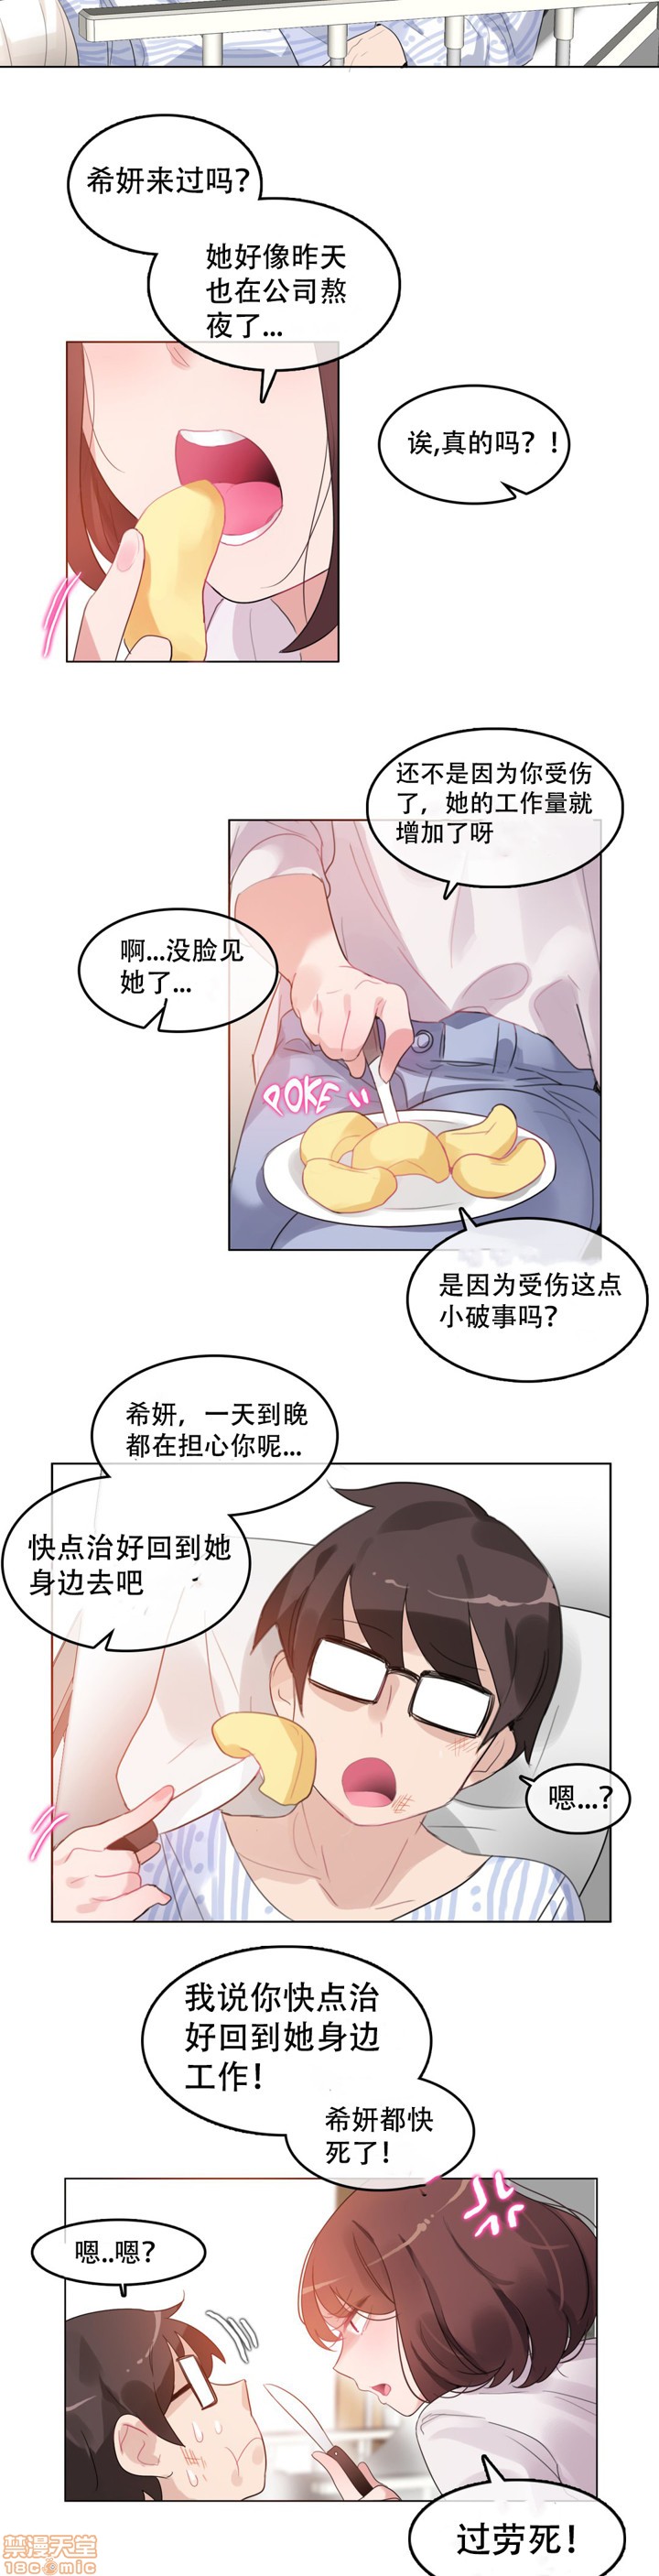 希妍来过吗？
她好像昨天
也在公司熬
夜了...
诶,真的吗？！
还不是因为你受伤
了，她的工作量就
增加了呀
啊...没脸见
她了...
POKE
是因为受伤这点
小破事吗？
希妍，一天到晚
都在担心你呢...
快点治好回到她
身边去吧
嗯...？
我说你快点治
好回到她身边
工作！
希妍都快
死了！
嗯..嗯？
过劳死！
禁漫天堂
18comic